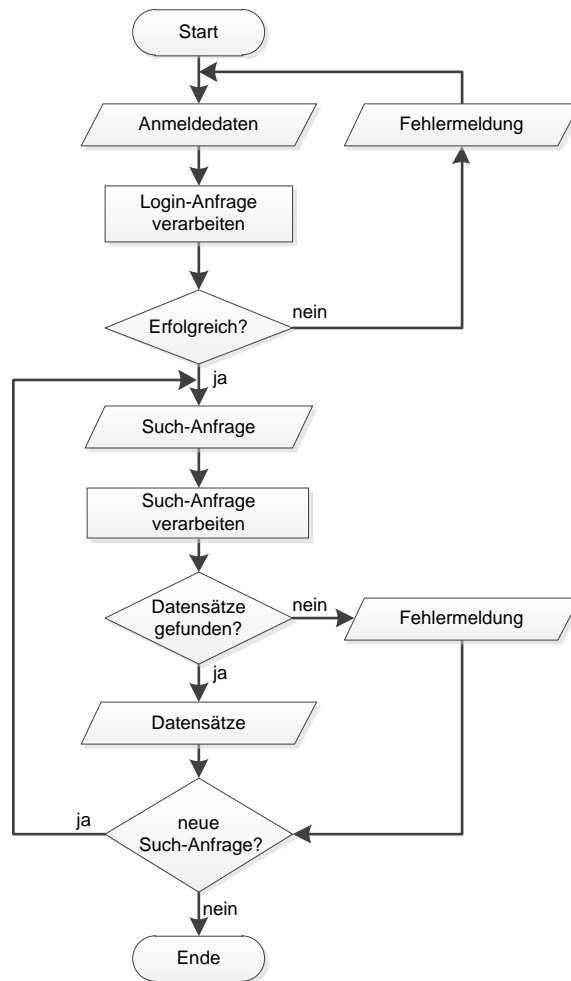 Start
Anmeldedaten
Fehlermeldung
Login-Anfrage
verarbeiten
Erfolgreich?
nein
ja
Such-Anfrage
Such-Anfrage
verarbeiten
Datensätze
gefunden?
nein
Fehlermeldung
ja
Datensätze
neue
Such-Anfrage?
ja
nein
Ende